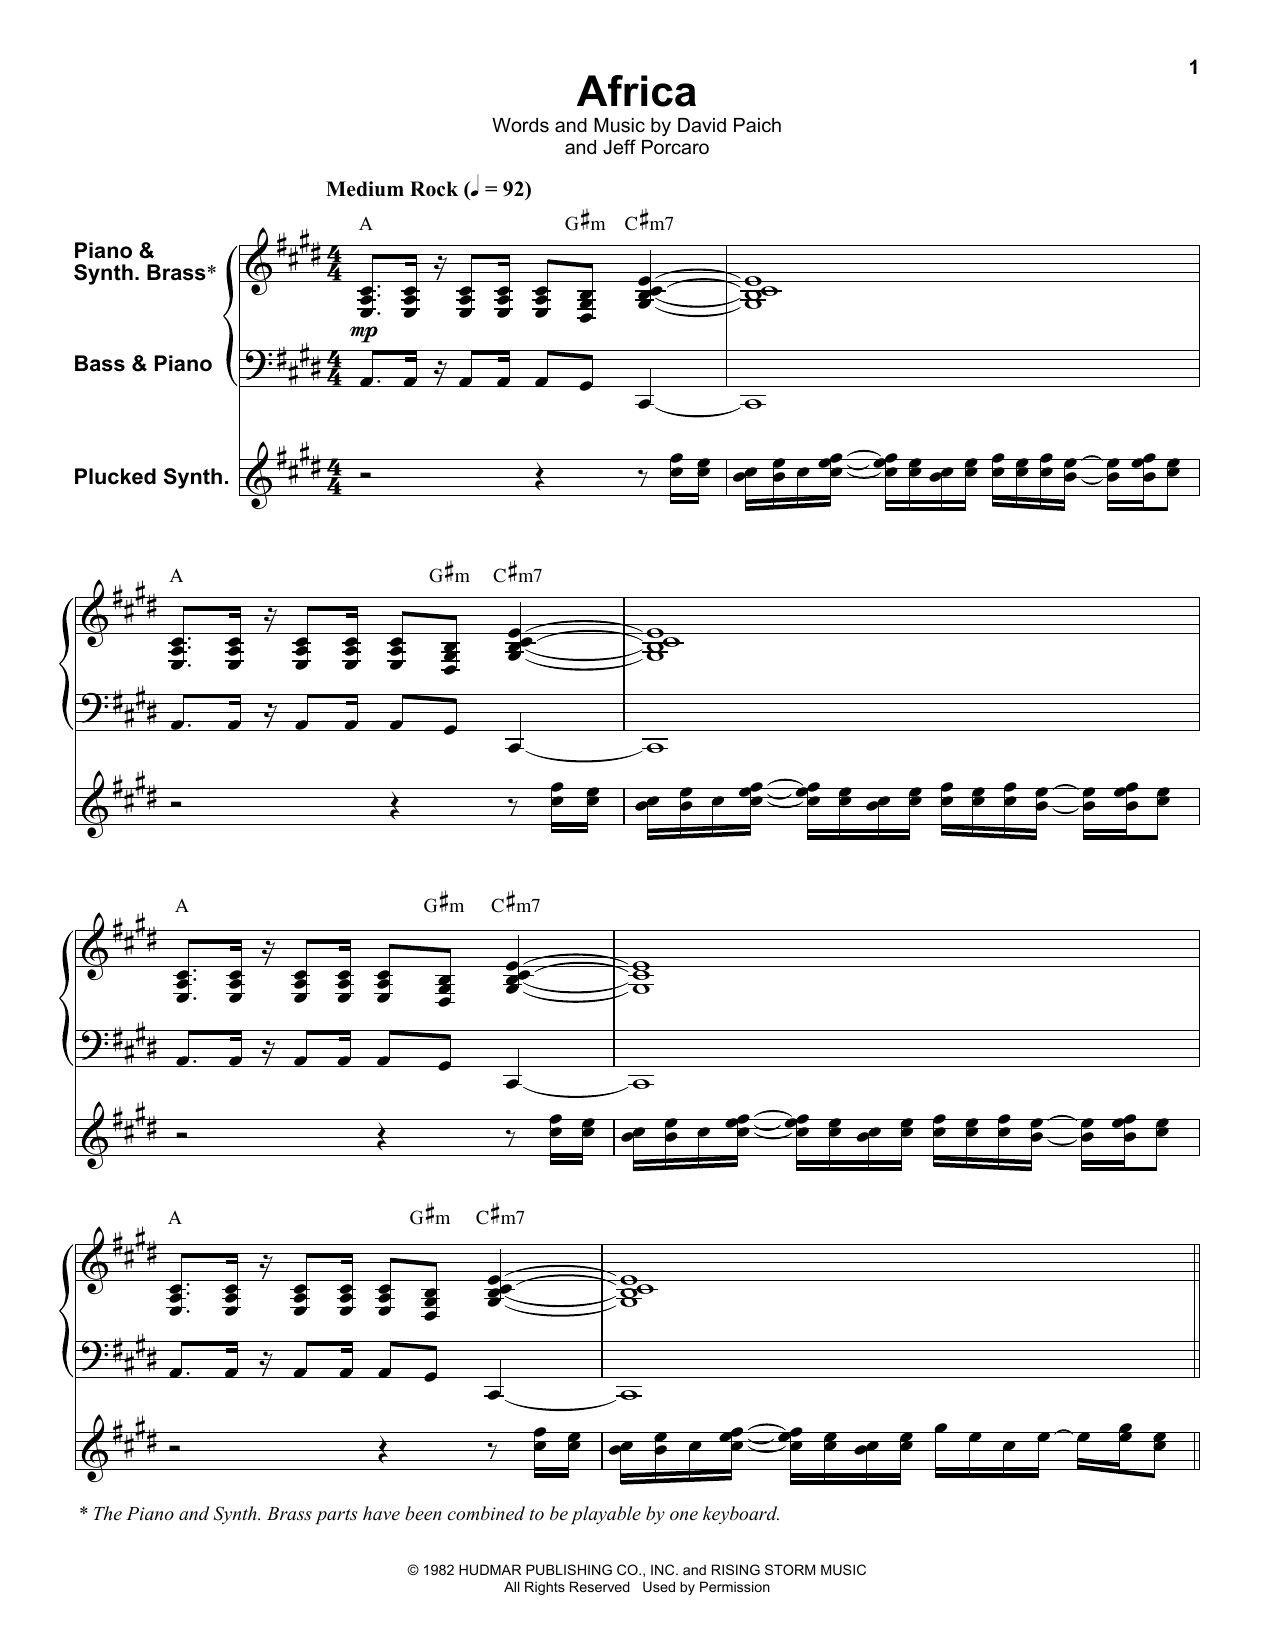 1
Africa
Words and Music by David Paich
and Jeff Porcaro
Medium Rock (♩ = 92)
A G♯m C♯m7
Piano &
Synth. Brass*
mp
Bass & Piano
Plucked Synth.
A G♯m C♯m7
A G♯m C♯m7
A G♯m C♯m7
* The Piano and Synth. Brass parts have been combined to be playable by one keyboard.
© 1982 HUDMAR PUBLISHING CO., INC. and RISING STORM MUSIC
All Rights Reserved Used by Permission